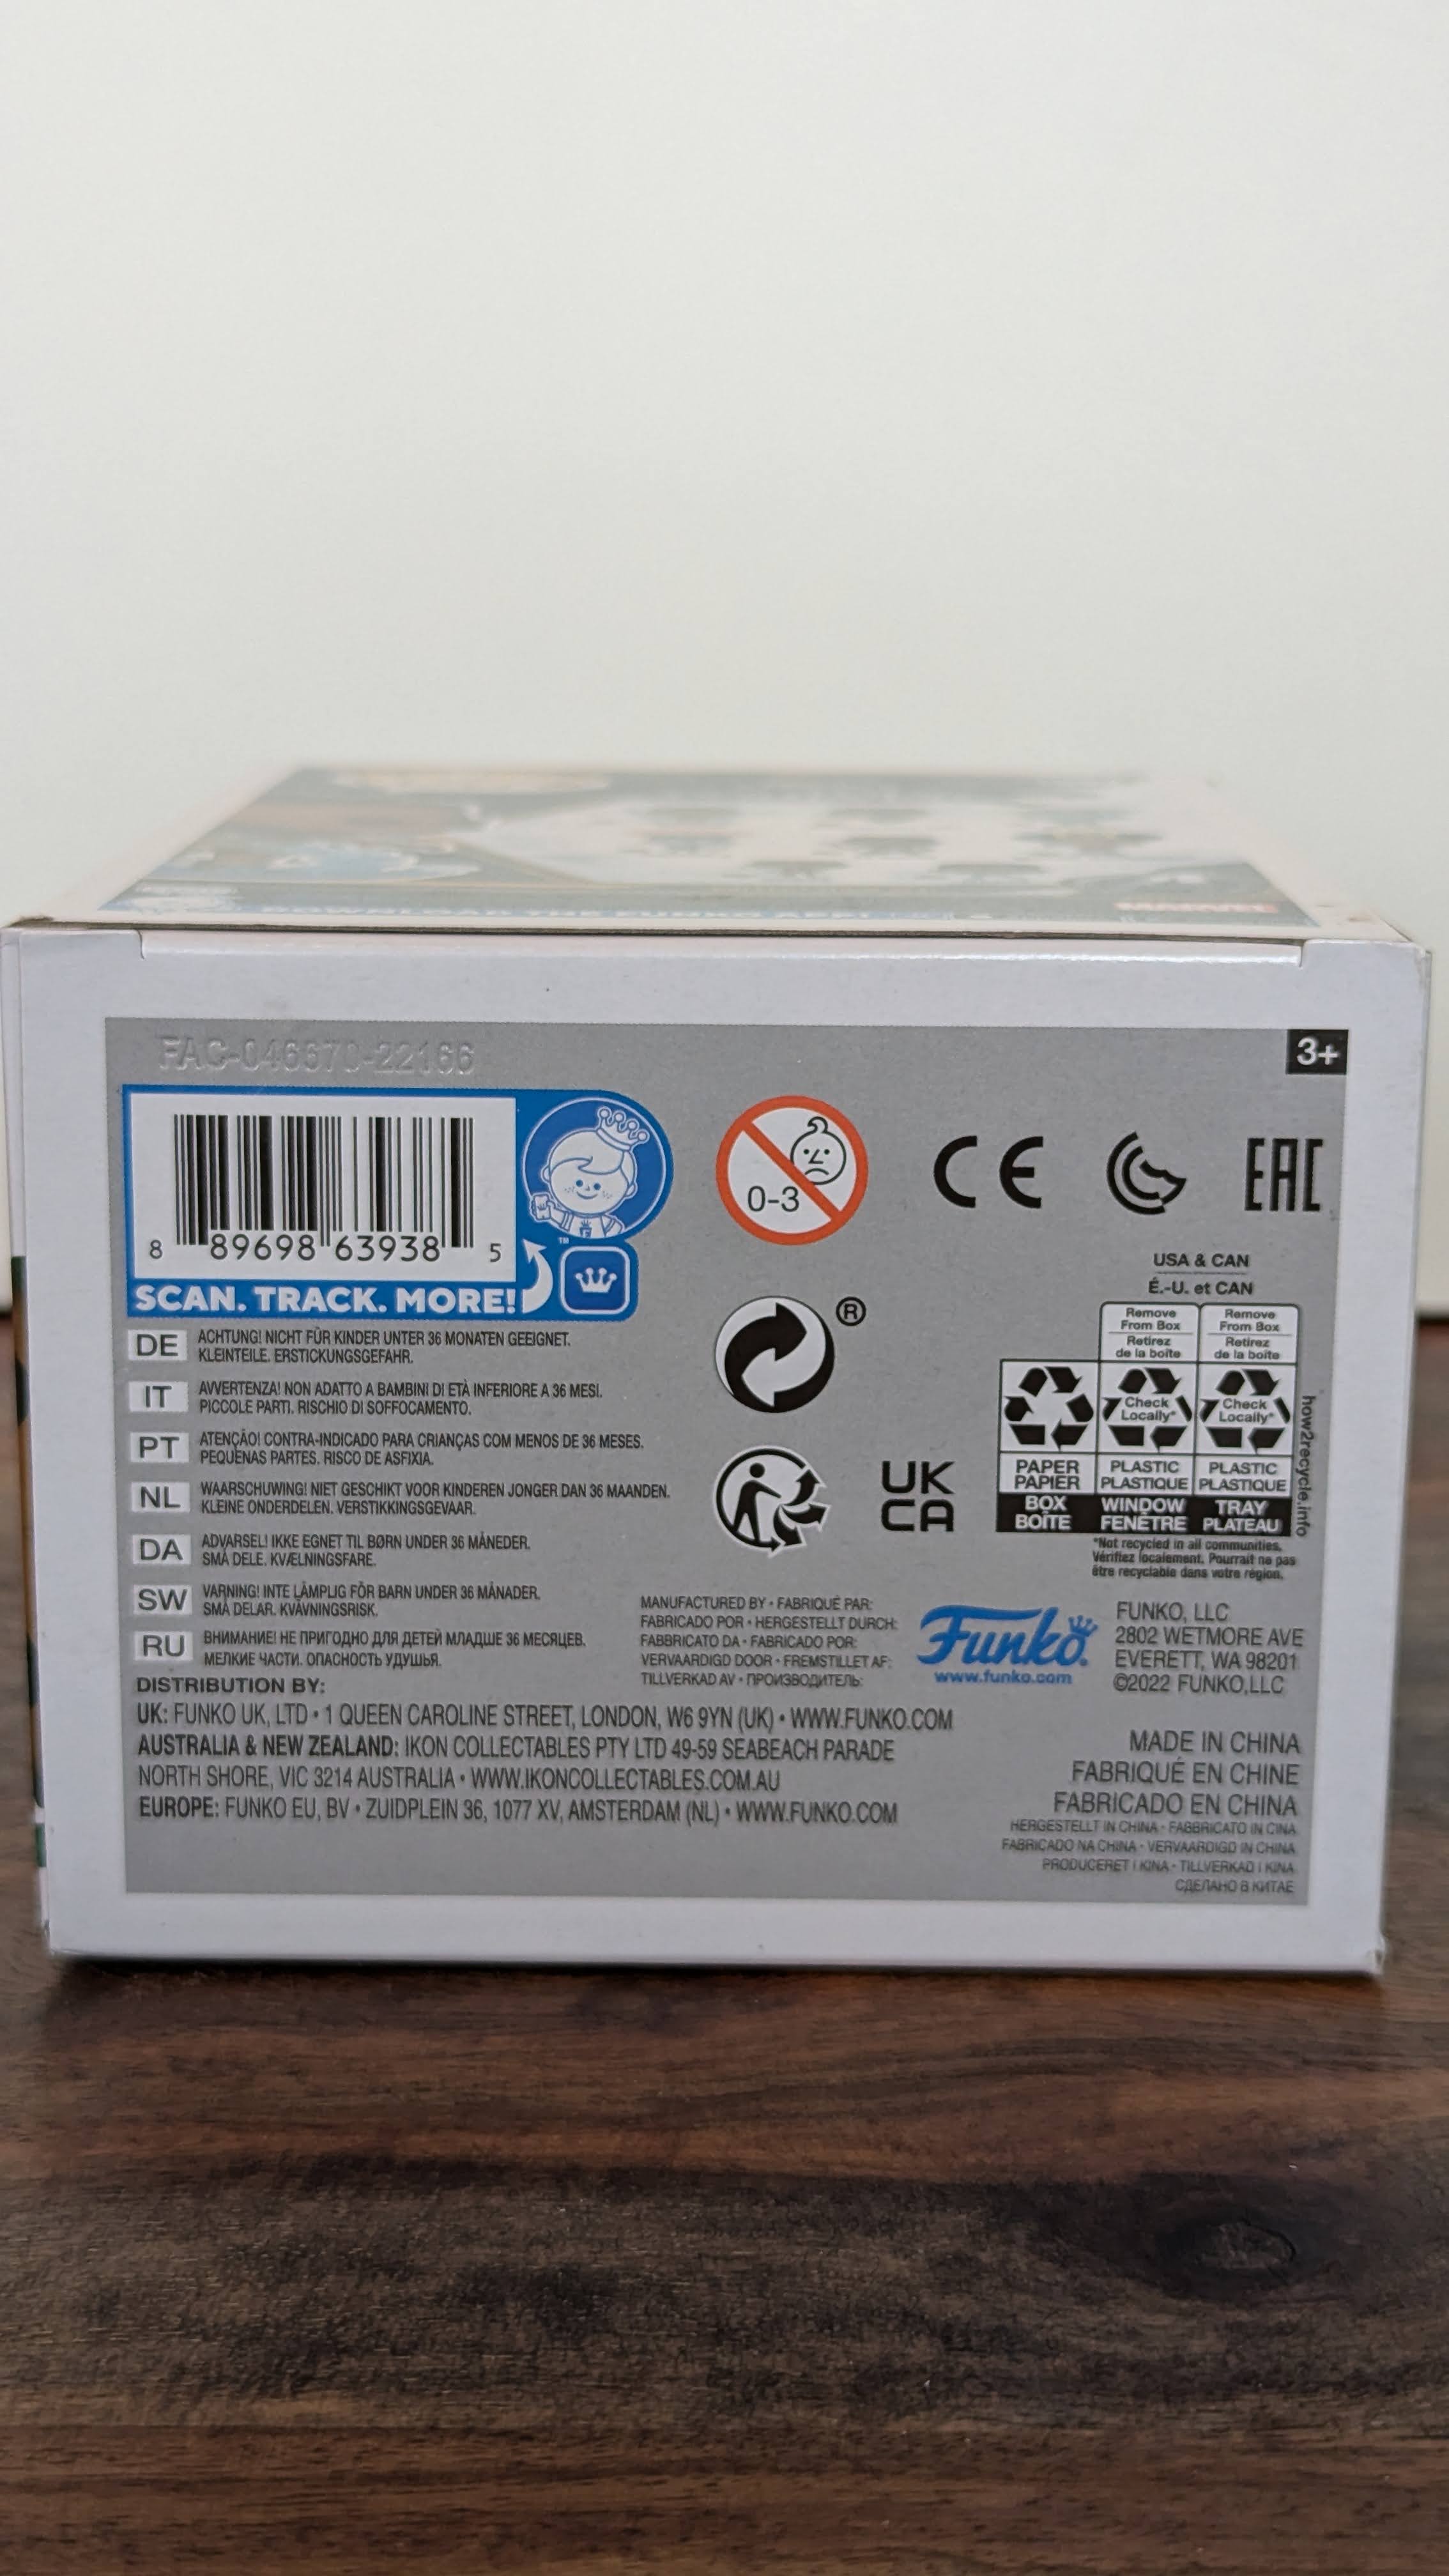 FAC-046670-22166
3+
8 89698 63938 5
SCAN. TRACK. MORE!
™
0-3
CE
EAC
DE ACHTUNG! NICHT FÜR KINDER UNTER 36 MONATEN GEEIGNET.
KLEINTEILE. ERSTICKUNGSGEFAHR.
IT AVVERTENZA! NON ADATTO A BAMBINI DI ETÀ INFERIORE A 36 MESI.
PICCOLE PARTI. RISCHIO DI SOFFOCAMENTO.
PT ATENÇÃO! CONTRA-INDICADO PARA CRIANÇAS COM MENOS DE 36 MESES.
PEQUENAS PARTES. RISCO DE ASFIXIA.
NL WAARSCHUWING! NIET GESCHIKT VOOR KINDEREN JONGER DAN 36 MAANDEN.
KLEINE ONDERDELEN. VERSTIKKINGSGEVAAR.
DA ADVARSEL! IKKE EGNET TIL BØRN UNDER 36 MÅNEDER.
SMÅ DELE. KVÆLNINGSFARE.
SW VARNING! INTE LÄMPLIG FÖR BARN UNDER 36 MÅNADER.
SMÅ DELAR. KVÄVNINGSRISK.
RU ВНИМАНИЕ! НЕ ПРИГОДНО ДЛЯ ДЕТЕЙ МЛАДШЕ 36 МЕСЯЦЕВ.
МЕЛКИЕ ЧАСТИ. ОПАСНОСТЬ УДУШЬЯ.
®
UK
CA
USA & CAN
É.-U. et CAN
Remove
From Box
Retirez
de la boîte
Remove
From Box
Retirez
de la boîte
Check
Locally*
Check
Locally*
PAPER
PAPIER
PLASTIC
PLASTIQUE
PLASTIC
PLASTIQUE
BOX
BOÎTE
WINDOW
FENÊTRE
TRAY
PLATEAU
how2recycle.info
*Not recycled in all communities.
Vérifiez localement. Pourrait ne pas
être recyclable dans votre région.
MANUFACTURED BY • FABRIQUÉ PAR:
FABRICADO POR • HERGESTELLT DURCH:
FABBRICATO DA • FABRICADO POR:
VERVAARDIGD DOOR • FREMSTILLET AF:
TILLVERKAD AV • ПРОИЗВОДИТЕЛЬ:
Funko
www.funko.com
FUNKO, LLC
2802 WETMORE AVE
EVERETT, WA 98201
©2022 FUNKO,LLC
DISTRIBUTION BY:
UK: FUNKO UK, LTD • 1 QUEEN CAROLINE STREET, LONDON, W6 9YN (UK) • WWW.FUNKO.COM
AUSTRALIA & NEW ZEALAND: IKON COLLECTABLES PTY LTD 49-59 SEABEACH PARADE
NORTH SHORE, VIC 3214 AUSTRALIA • WWW.IKONCOLLECTABLES.COM.AU
EUROPE: FUNKO EU, BV • ZUIDPLEIN 36, 1077 XV, AMSTERDAM (NL) • WWW.FUNKO.COM
MADE IN CHINA
FABRIQUÉ EN CHINE
FABRICADO EN CHINA
HERGESTELLT IN CHINA • FABBRICATO IN CINA
FABRICADO NA CHINA • VERVAARDIGD IN CHINA
PRODUCERET I KINA • TILLVERKAD I KINA
СДЕЛАНО В КИТАЕ